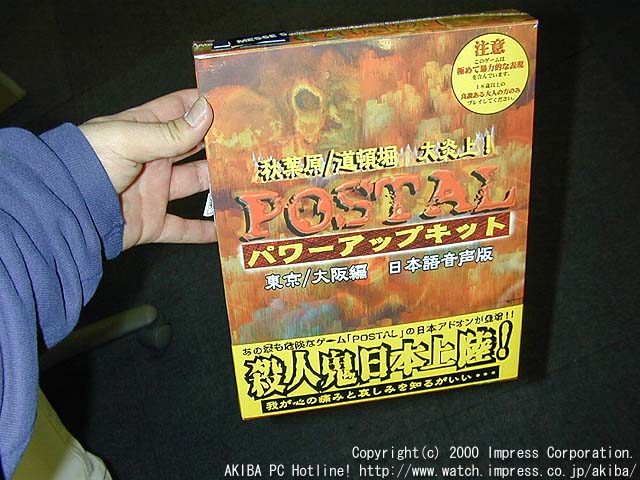 MESSE S
注意
このゲームは
極めて暴力的な表現
を含んでいます。
18歳以上の
良識ある大人の方のみ
プレイしてください。
秋葉原/道頓堀 大炎上!
POSTAL
パワーアップキット
東京/大阪編 日本語音声版
あの最も危険なゲーム「POSTAL」の日本アドオンが登場!!
殺人鬼日本上陸!
我が心の痛みと哀しみを知るがいい・・・
Copyright(c) 2000 Impress Corporation.
AKIBA PC Hotline! http://www.watch.impress.co.jp/akiba/